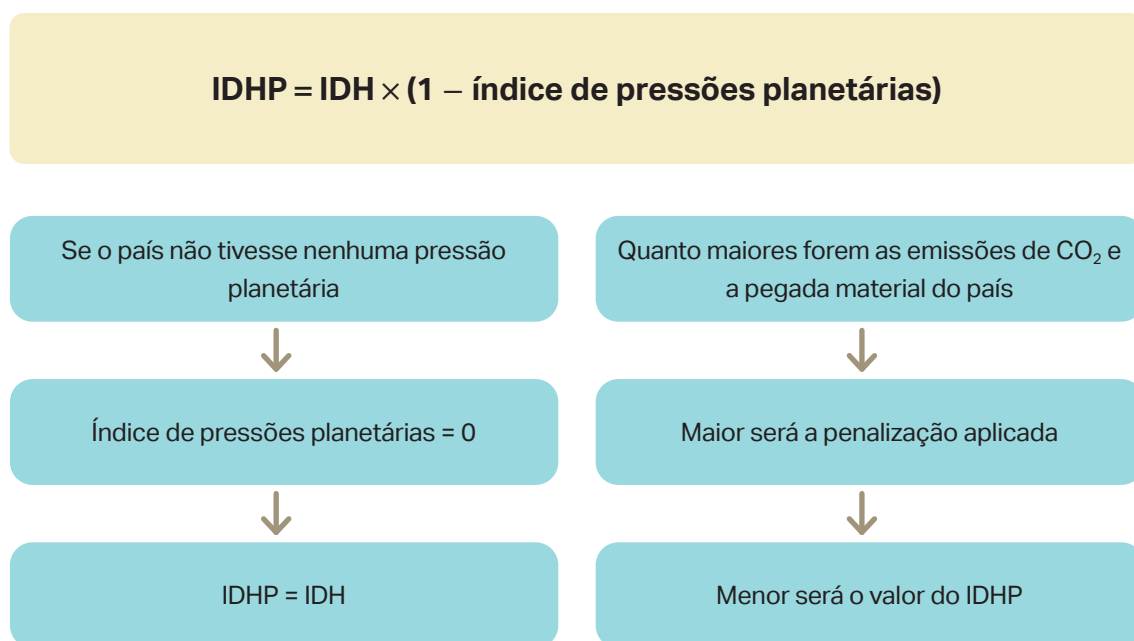 IDHP = IDH × (1 – índice de pressões planetárias)
Se o país não tivesse nenhuma pressão
planetária
Índice de pressões planetárias = 0
IDHP = IDH
Quanto maiores forem as emissões de CO₂ e
a pegada material do país
Maior será a penalização aplicada
Menor será o valor do IDHP